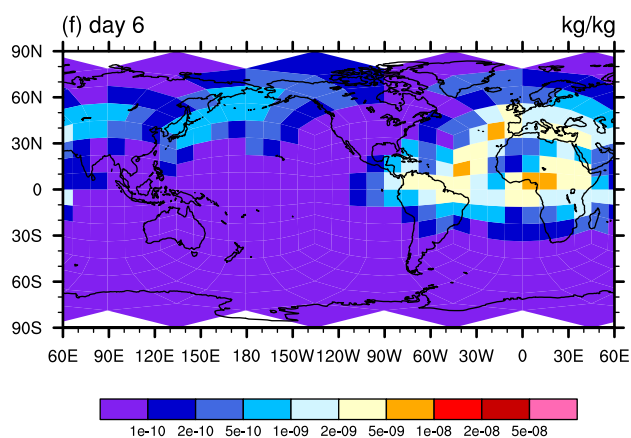 (f) day 6 kg/kg
90N
60N
30N
0
30S
60S
90S
60E 90E 120E 150E 180 150W 120W 90W 60W 30W 0 30E 60E
1e-10 2e-10 5e-10 1e-09 2e-09 5e-09 1e-08 2e-08 5e-08